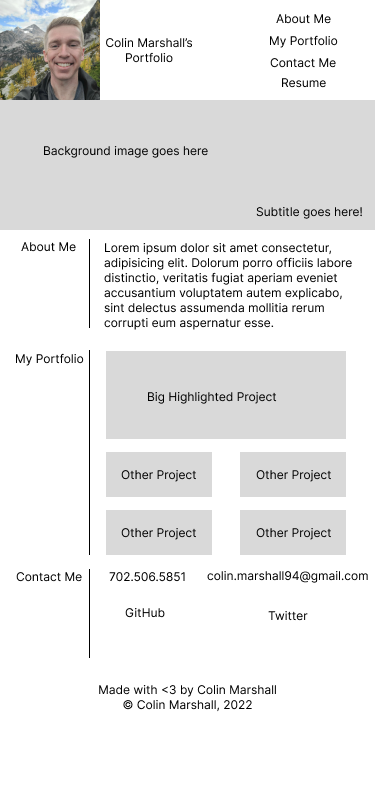 Colin Marshall’s
Portfolio
About Me
My Portfolio
Contact Me
Resume
Background image goes here
Subtitle goes here!
About Me
Lorem ipsum dolor sit amet consectetur,
adipisicing elit. Dolorum porro officiis labore
distinctio, veritatis fugiat aperiam eveniet
accusantium voluptatem autem explicabo,
sint delectus assumenda mollitia rerum
corrupti eum aspernatur esse.
My Portfolio
Big Highlighted Project
Other Project
Other Project
Other Project
Other Project
Contact Me
702.506.5851
colin.marshall94@gmail.com
GitHub
Twitter
Made with <3 by Colin Marshall
© Colin Marshall, 2022